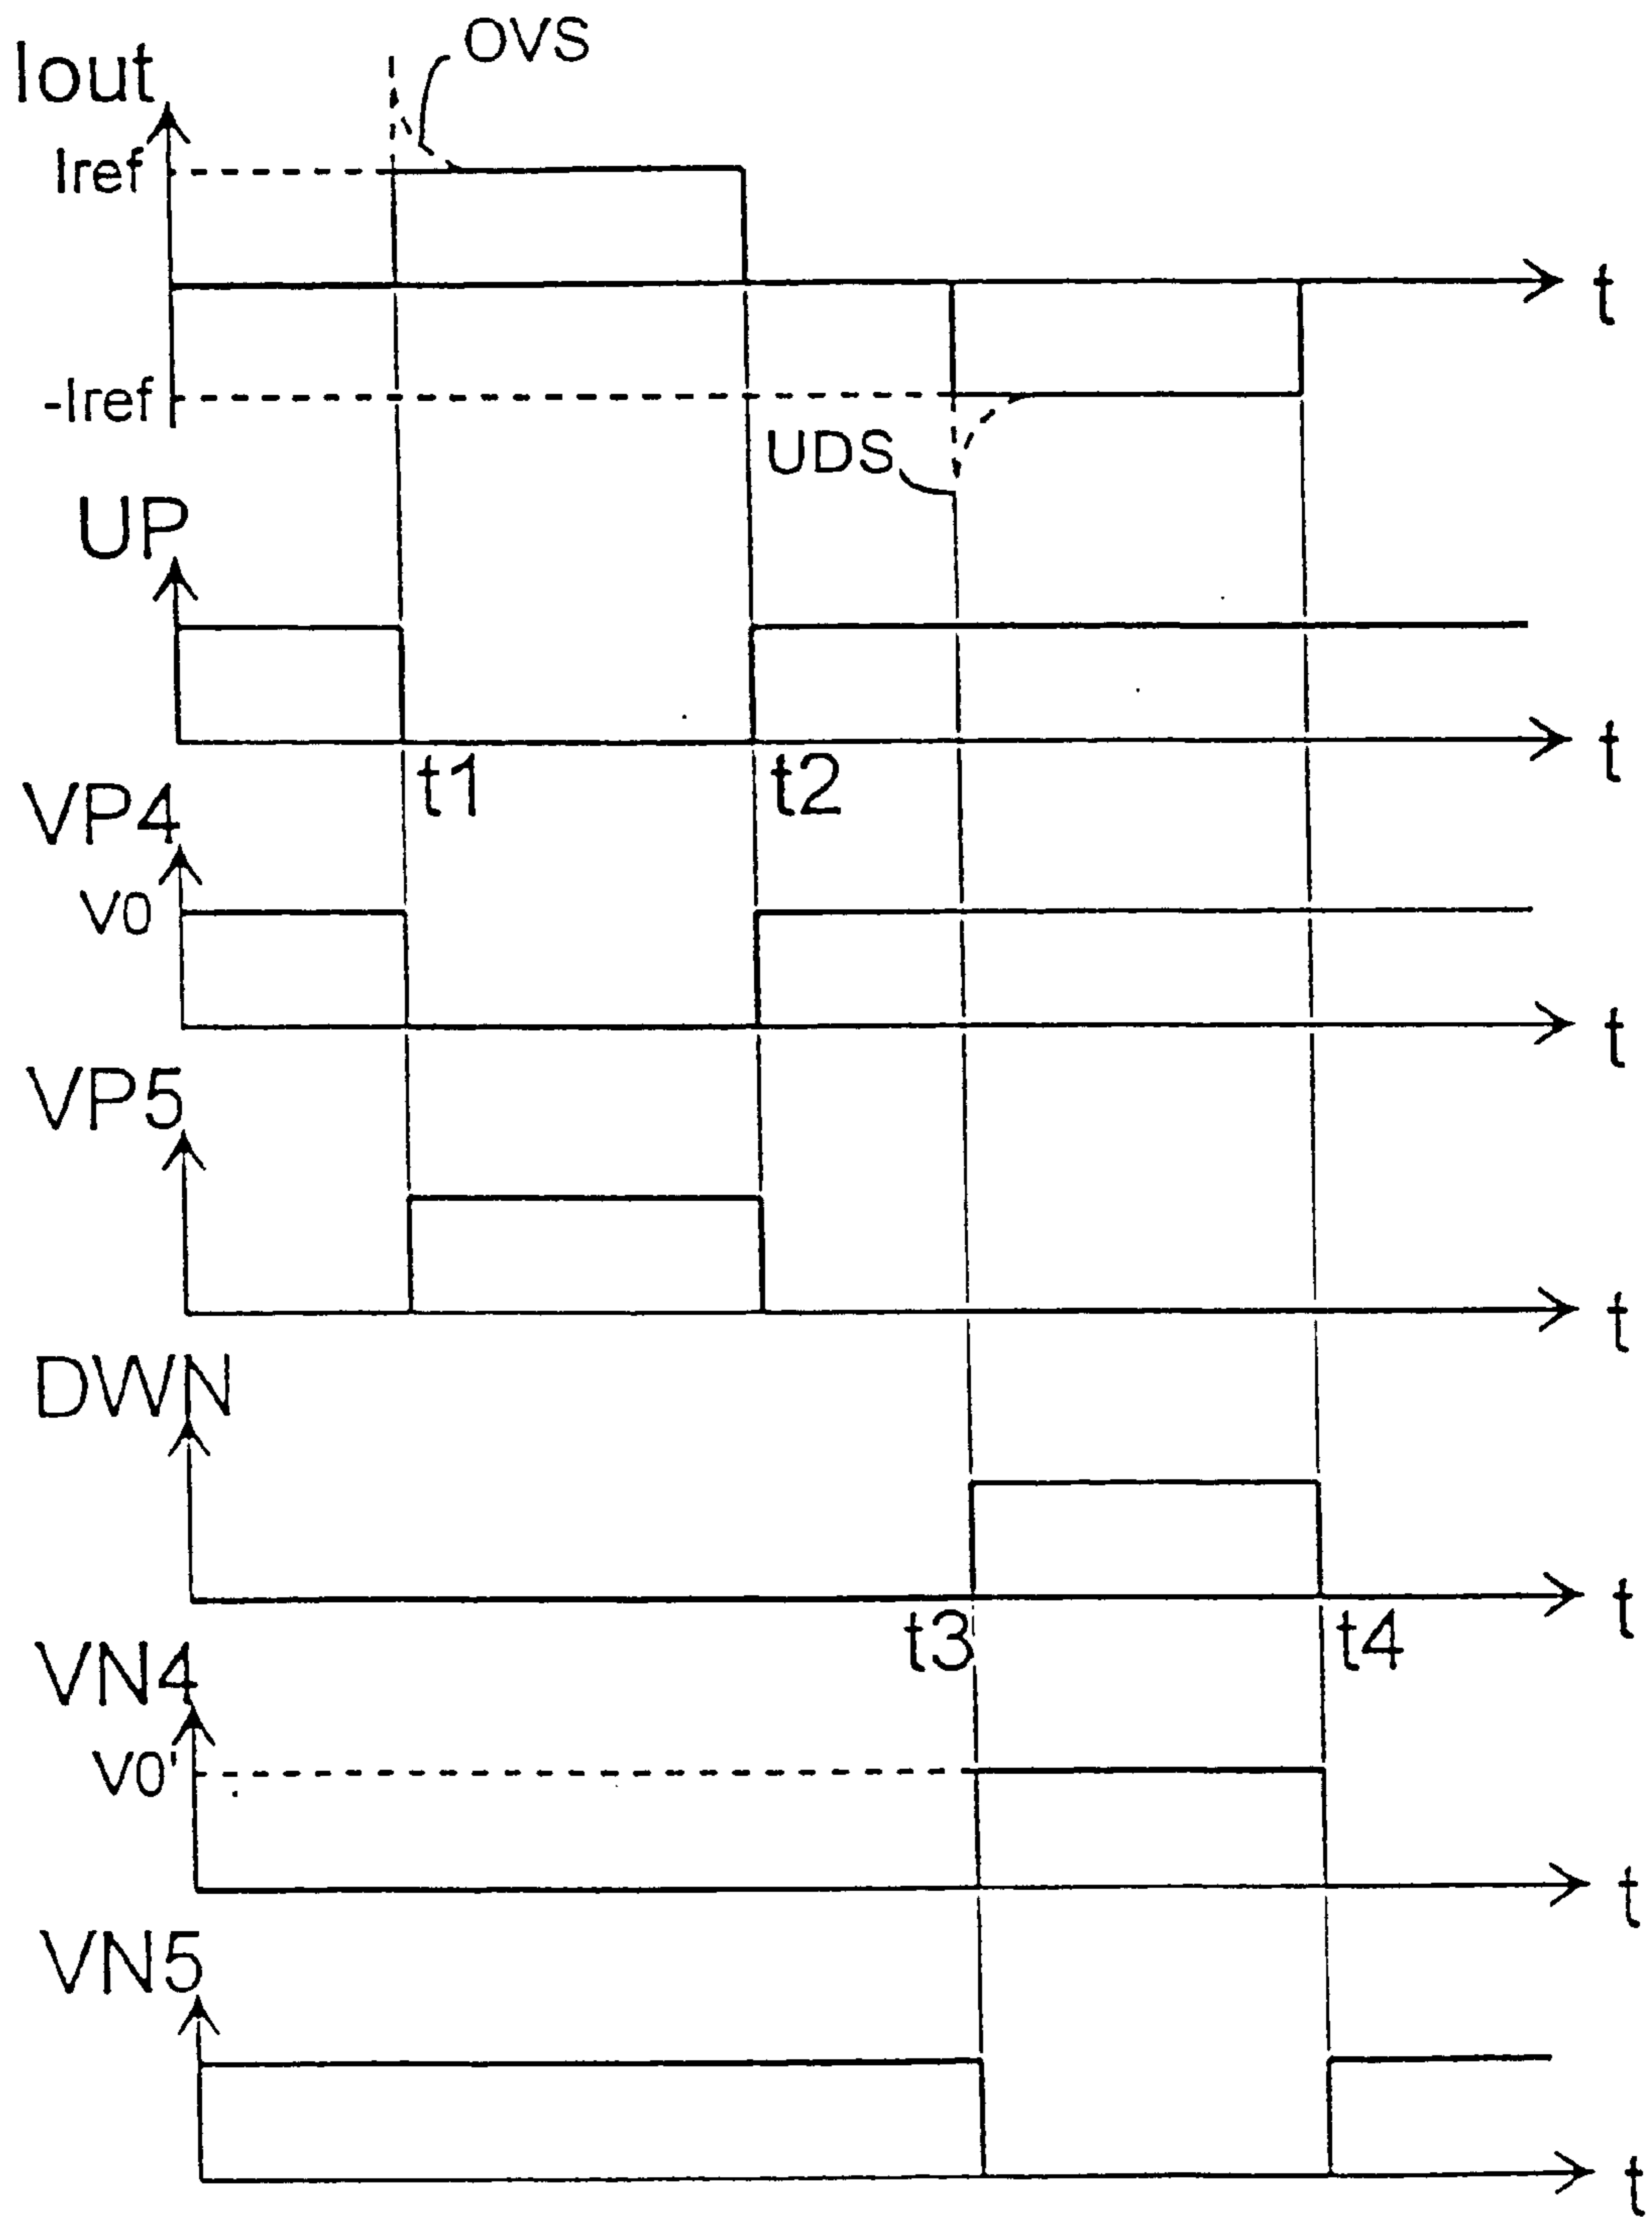 OVS
Iout
Iref
t
-Iref
UDS
UP
t
t1 t2
VP4
V0
t
VP5
t
DWN
t
t3 t4
VN4
V0'
t
VN5
t